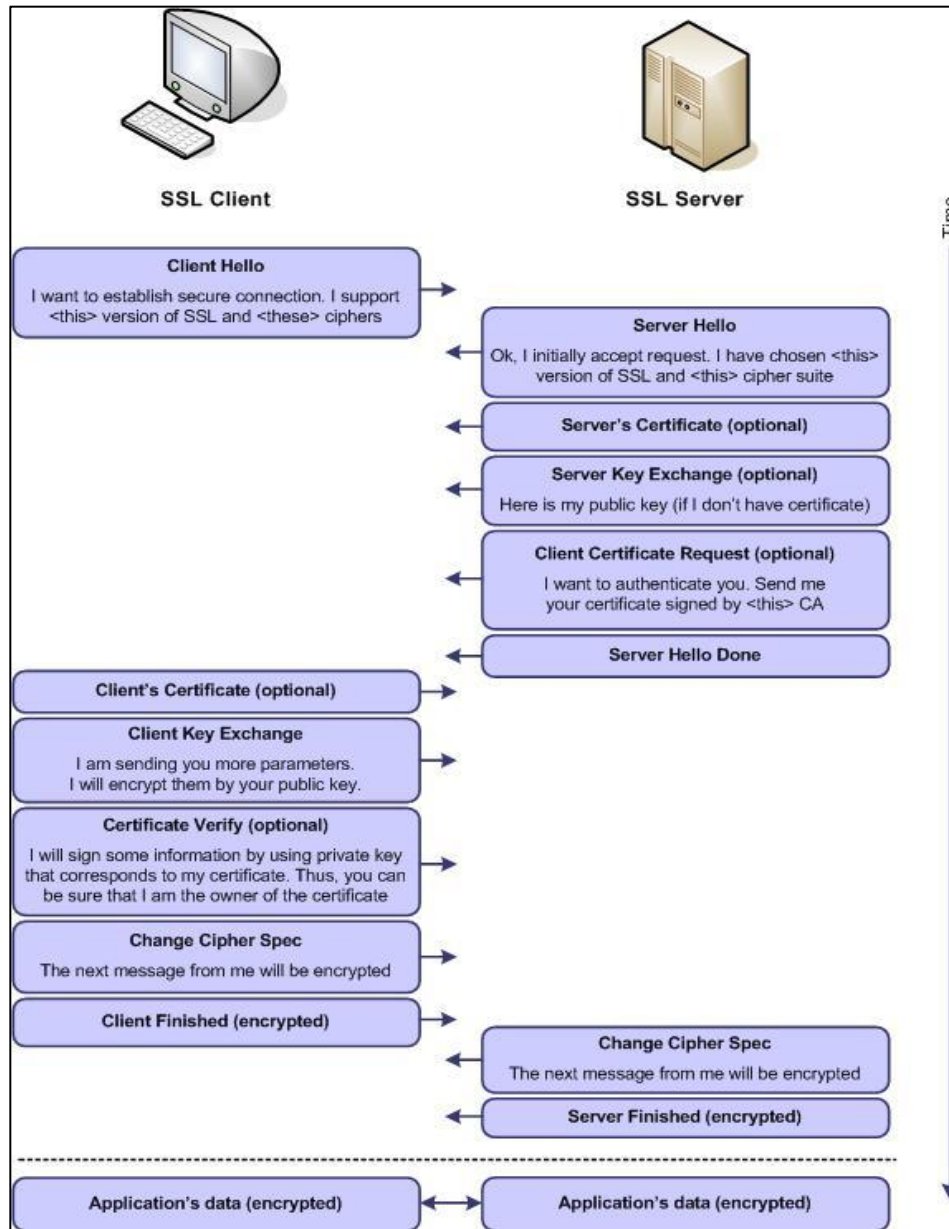 SSL Client
SSL Server
Time
Client Hello
I want to establish secure connection. I support
<this> version of SSL and <these> ciphers
Server Hello
Ok, I initially accept request. I have chosen <this>
version of SSL and <this> cipher suite
Server's Certificate (optional)
Server Key Exchange (optional)
Here is my public key (if I don't have certificate)
Client Certificate Request (optional)
I want to authenticate you. Send me
your certificate signed by <this> CA
Server Hello Done
Client's Certificate (optional)
Client Key Exchange
I am sending you more parameters.
I will encrypt them by your public key.
Certificate Verify (optional)
I will sign some information by using private key
that corresponds to my certificate. Thus, you can
be sure that I am the owner of the certificate
Change Cipher Spec
The next message from me will be encrypted
Client Finished (encrypted)
Change Cipher Spec
The next message from me will be encrypted
Server Finished (encrypted)
Application's data (encrypted)
Application's data (encrypted)